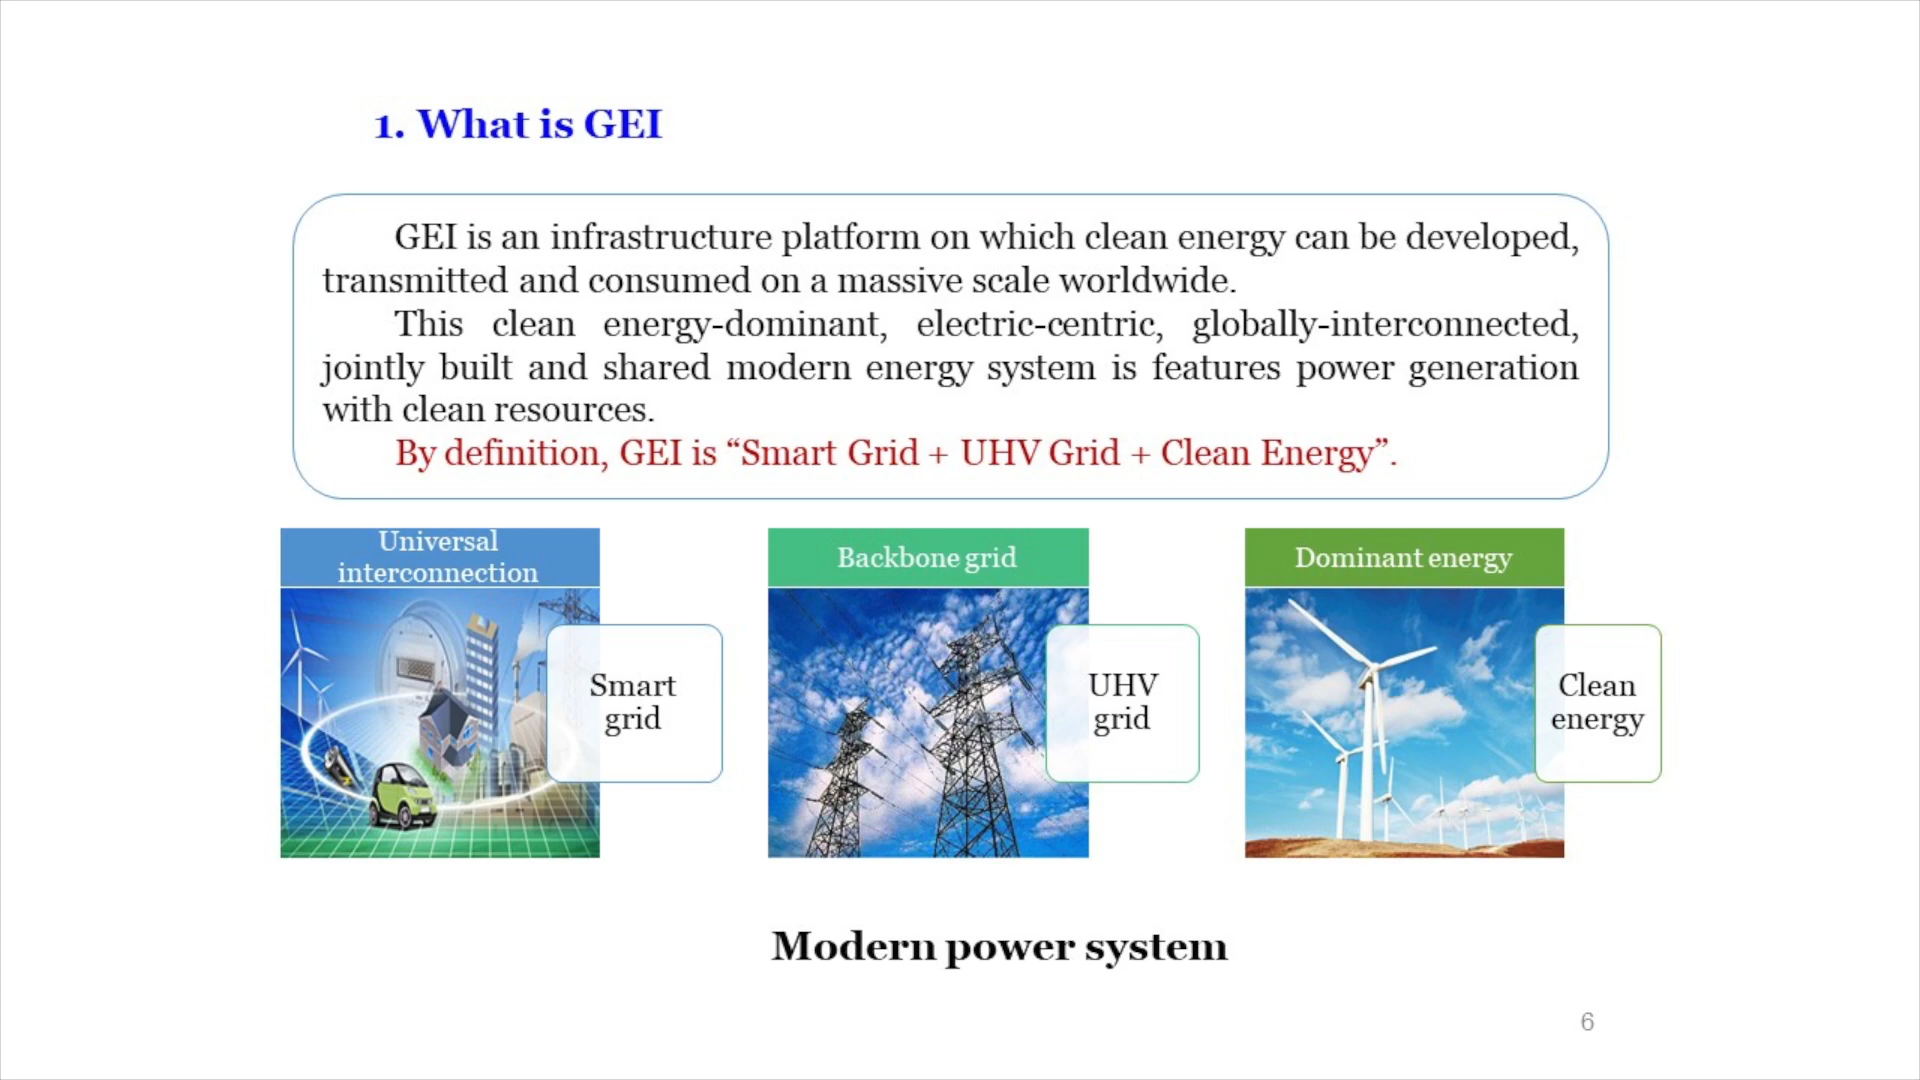 1. What is GEI
GEI is an infrastructure platform on which clean energy can be developed,
transmitted and consumed on a massive scale worldwide.
This clean energy-dominant, electric-centric, globally-interconnected,
jointly built and shared modern energy system is features power generation
with clean resources.
By definition, GEI is “Smart Grid + UHV Grid + Clean Energy”.
Universal
interconnection
Smart
grid
Backbone grid
UHV
grid
Dominant energy
Clean
energy
Modern power system
6